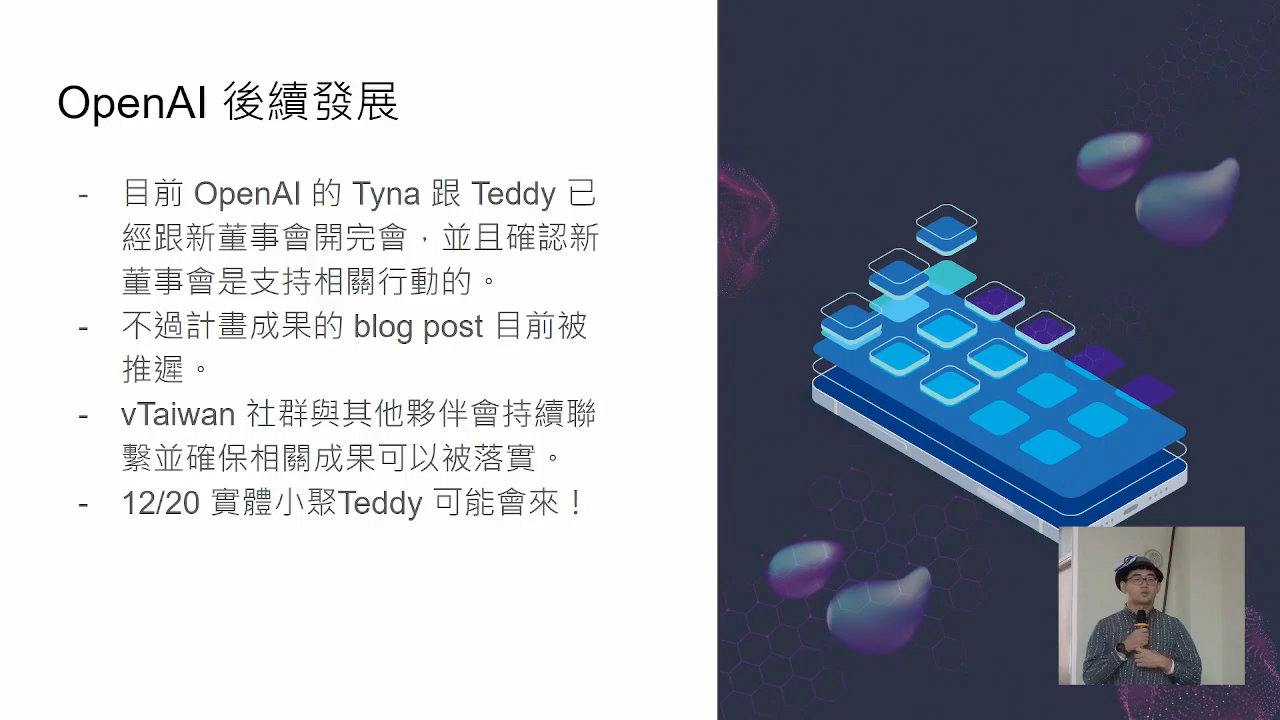 OpenAI 後續發展
- 目前 OpenAI 的 Tyna 跟 Teddy 已
經跟新董事會開完會，並且確認新
董事會是支持相關行動的。
- 不過計畫成果的 blog post 目前被
推遲。
- vTaiwan 社群與其他夥伴會持續聯
繫並確保相關成果可以被落實。
- 12/20 實體小聚Teddy 可能會來！